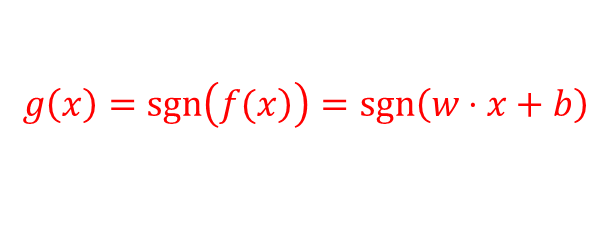 g(x) = sgn(f(x)) = sgn(w · x + b)